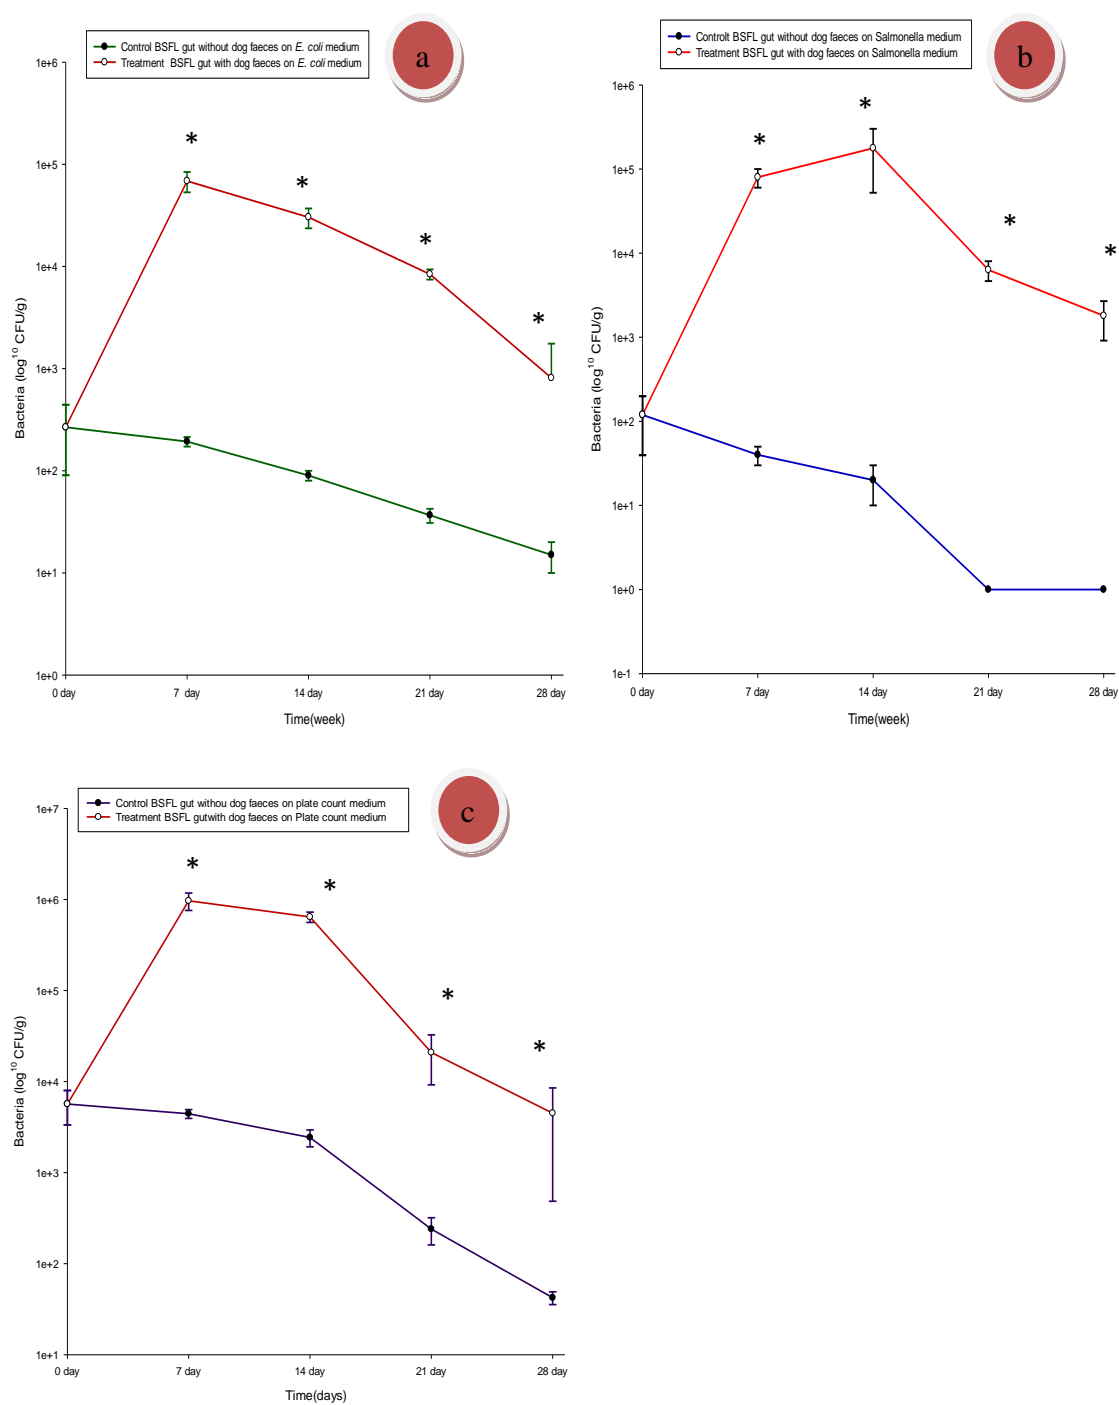 Control BSFL gut without dog faeces on E. coli medium
Treatment BSFL gut with dog faeces on E. coli medium
a
1e+6
1e+5
1e+4
1e+3
1e+2
1e+1
1e+0
Bacteria (log10 CFU/g)
*
*
*
*
0 day
7 day
14 day
21 day
28 day
Time(week)
Controlt BSFL gut without dog faeces on Salmonella medium
Treatment BSFL gut with dog faeces on Salmonella medium
b
1e+6
1e+5
1e+4
1e+3
1e+2
1e+1
1e+0
1e-1
Bacteria (log10 CFU/g)
*
*
*
*
0 day
7 day
14 day
21 day
28 day
Time(week)
Control BSFL gut withou dog faeces on plate count medium
Treatment BSFL gutwith dog faeces on Plate count medium
c
1e+7
1e+6
1e+5
1e+4
1e+3
1e+2
1e+1
Bacteria (log10 CFU/g)
*
*
*
*
0 day
7 day
14 day
21 day
28 day
Time(days)